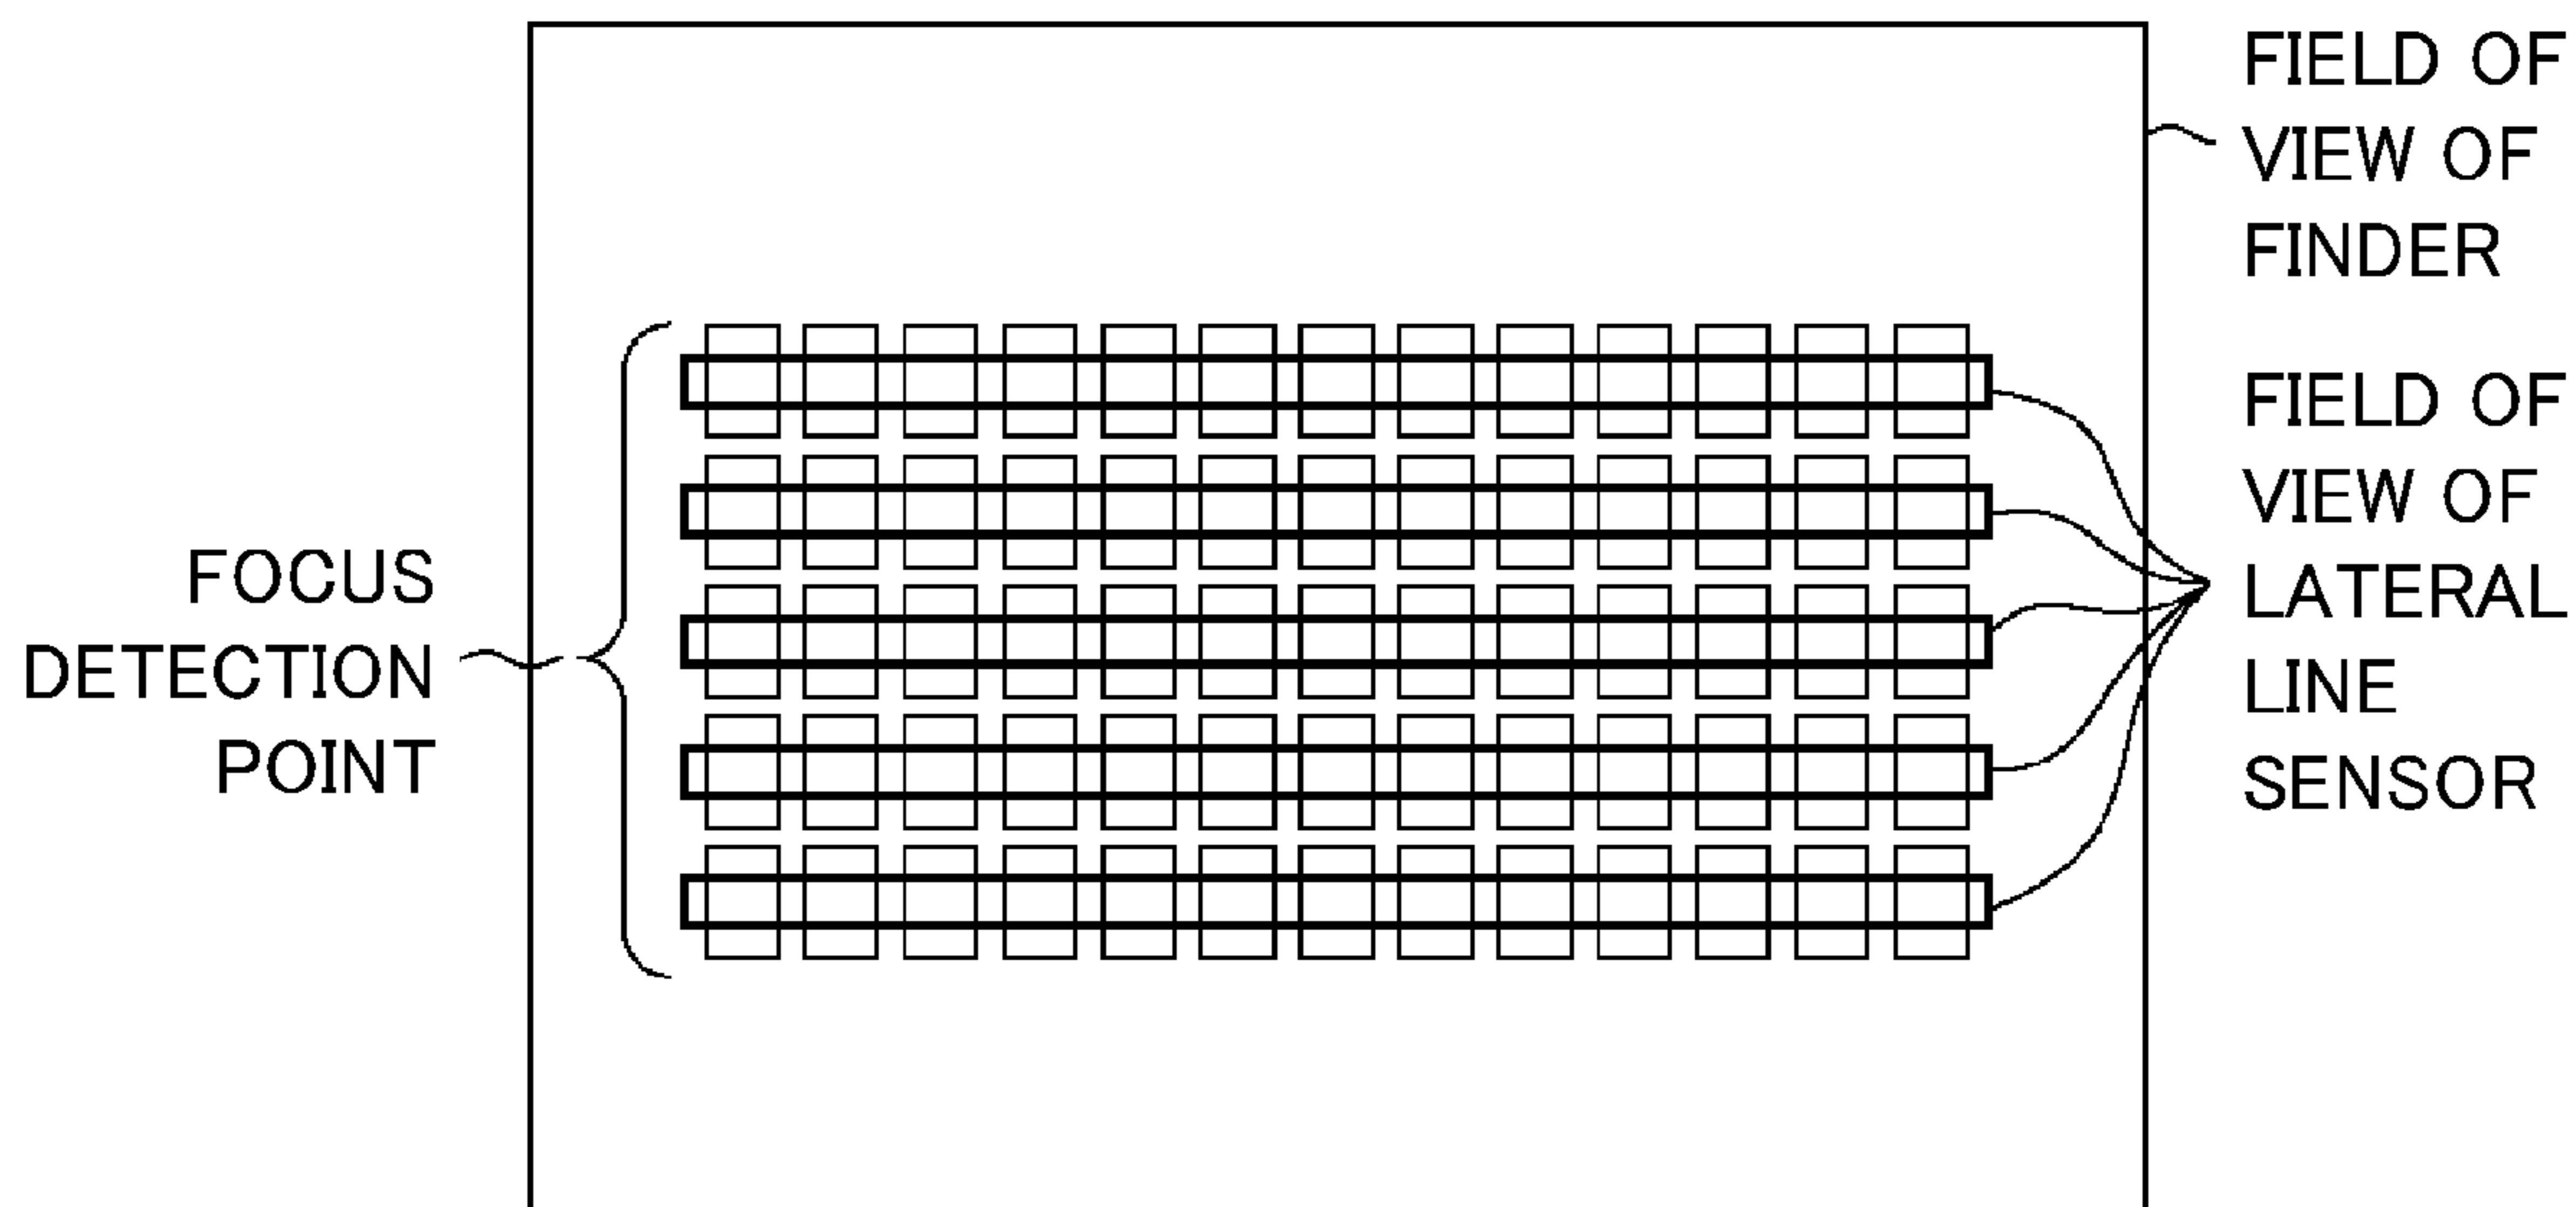 FIELD OF
VIEW OF
FINDER
FIELD OF
VIEW OF
LATERAL
LINE
SENSOR
FOCUS
DETECTION
POINT